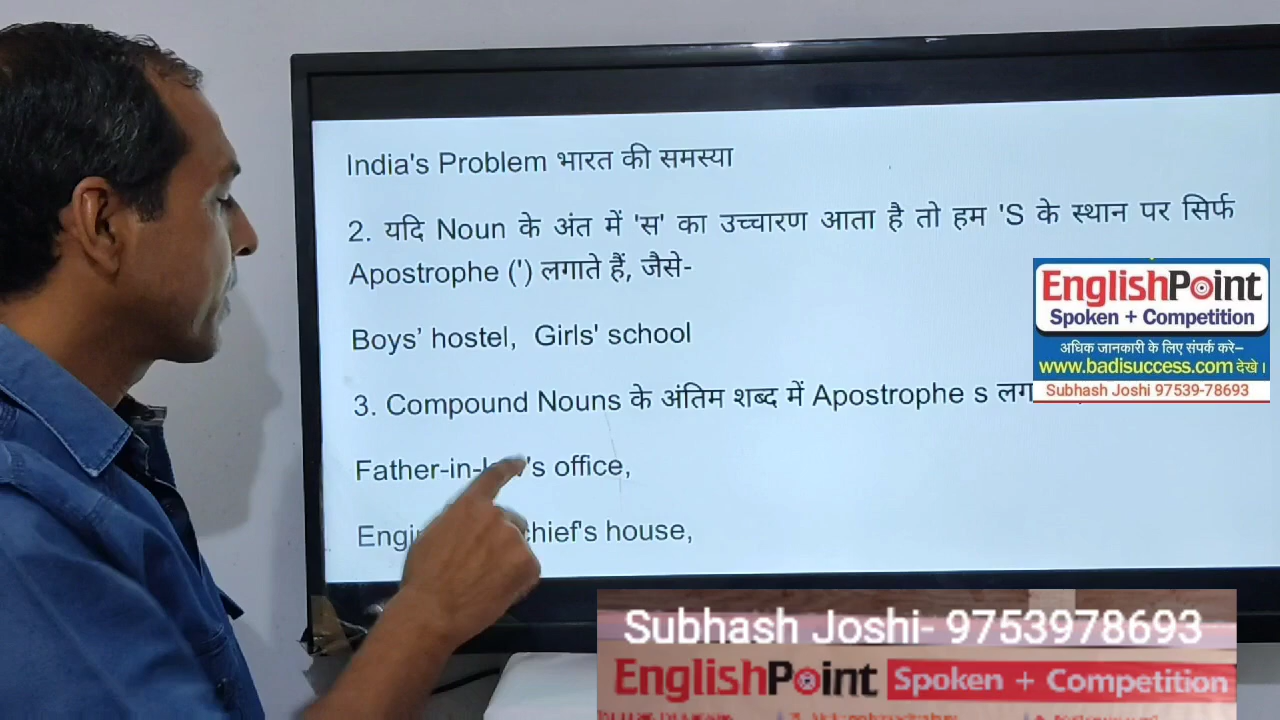 India's Problem भारत की समस्या
2. यदि Noun के अंत में 'स' का उच्चारण आता है तो हम 'S के स्थान पर सिर्फ
Apostrophe (') लगाते हैं, जैसे-
Boys’ hostel, Girls' school
3. Compound Nouns के अंतिम शब्द में Apostrophe s
Father-in-law's office,
house,
EnglishPoint
Spoken + Competition
अधिक जानकारी के लिए संपर्क करे–
www.badisuccess.com देखे।
Subhash Joshi 97539-78693
Subhash Joshi- 9753978693
EnglishPoint Spoken + Competition